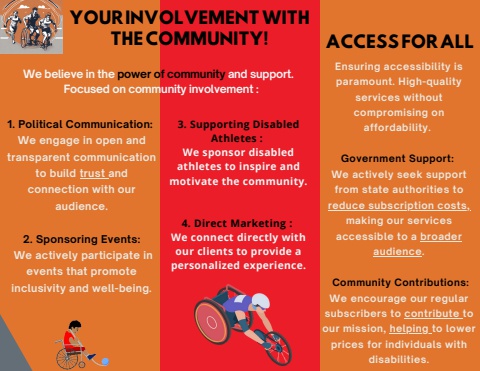 YOUR INVOLVEMENT WITH
THE COMMUNITY!
We believe in the power of community and support.
Focused on community involvement :
1. Political Communication:
We engage in open and
transparent communication
to build trust and
connection with our
audience.
2. Sponsoring Events:
We actively participate in
events that promote
inclusivity and well-being.
3. Supporting Disabled
Athletes :
We sponsor disabled
athletes to inspire and
motivate the community.
4. Direct Marketing :
We connect directly with
our clients to provide a
personalized experience.
ACCESS FOR ALL
Ensuring accessibility is
paramount. High-quality
services without
compromising on
affordability.
Government Support:
We actively seek support
from state authorities to
reduce subscription costs,
making our services
accessible to a broader
audience.
Community Contributions:
We encourage our regular
subscribers to contribute to
our mission, helping to lower
prices for individuals with
disabilities.